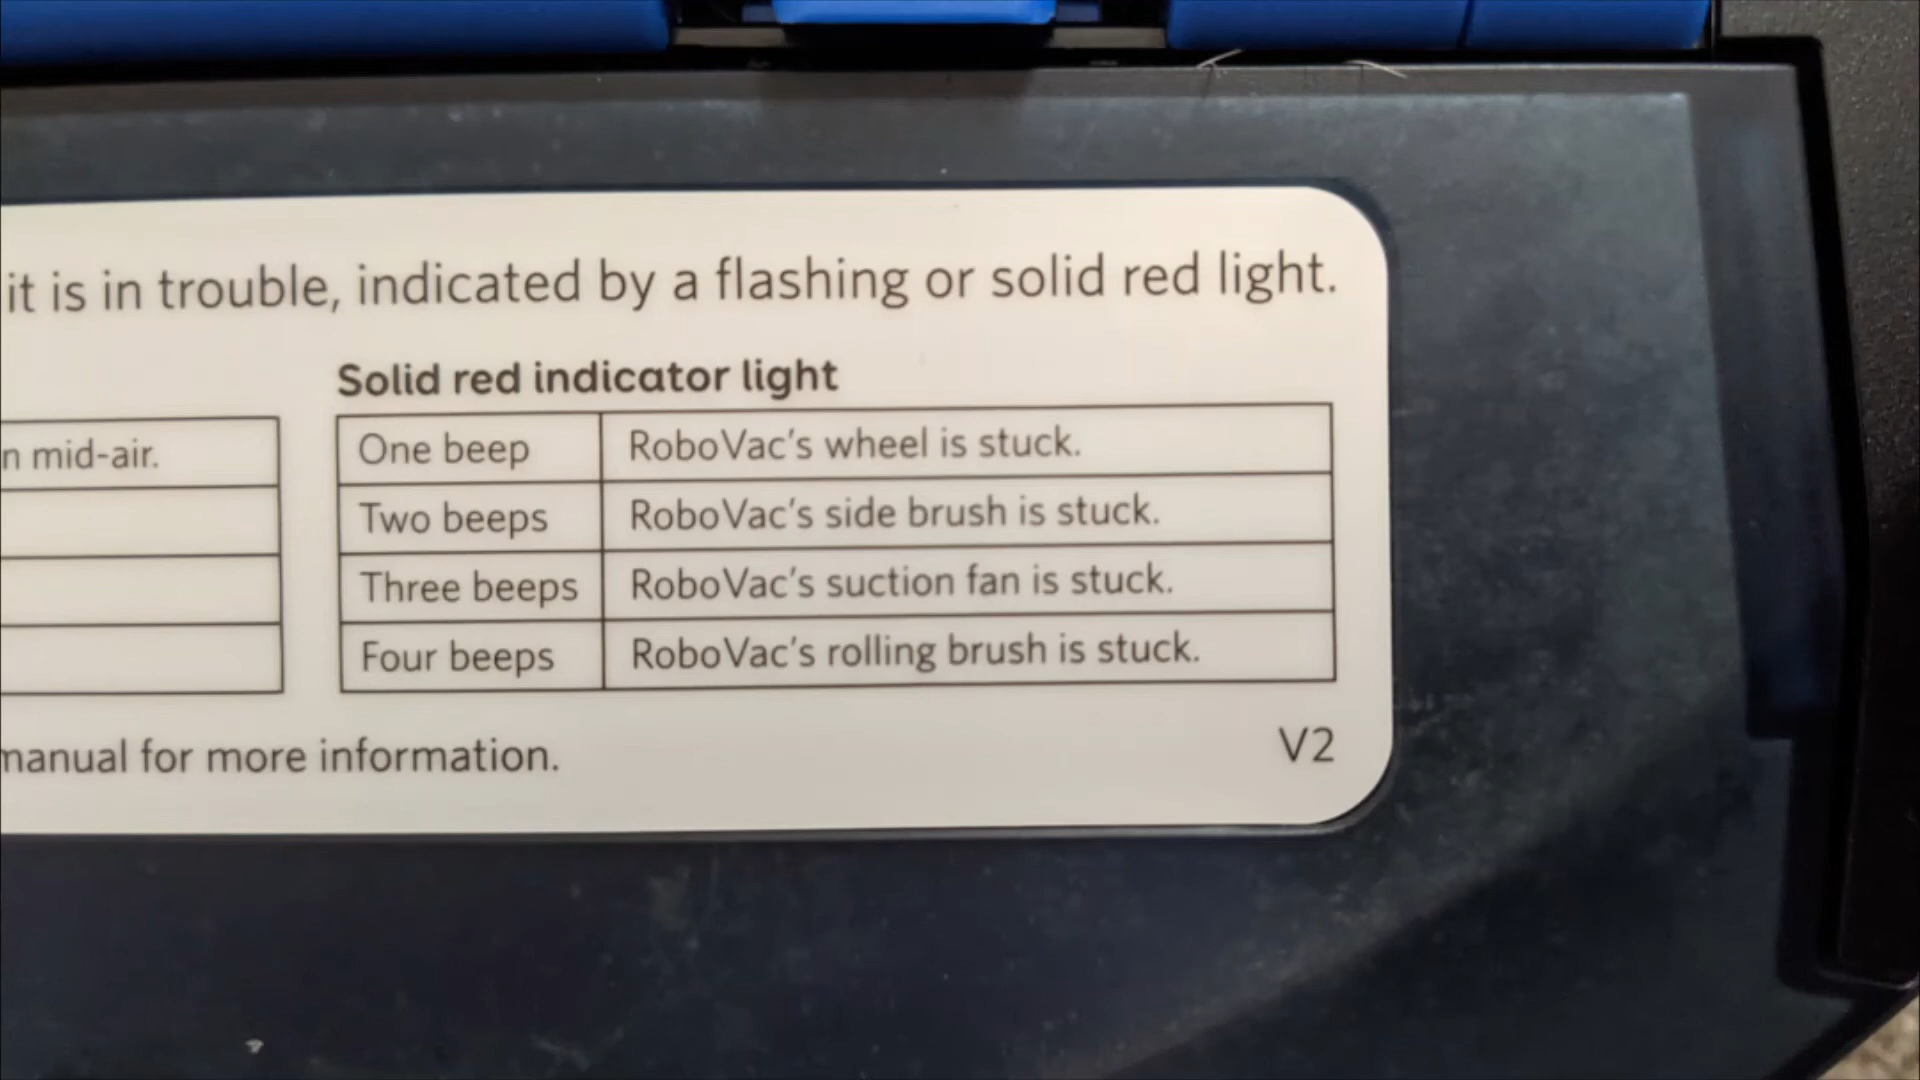 it is in trouble, indicated by a flashing or solid red light.
Solid red indicator light
n mid-air.
One beep RoboVac's wheel is stuck.
Two beeps RoboVac's side brush is stuck.
Three beeps RoboVac's suction fan is stuck.
Four beeps RoboVac's rolling brush is stuck.
manual for more information.
V2